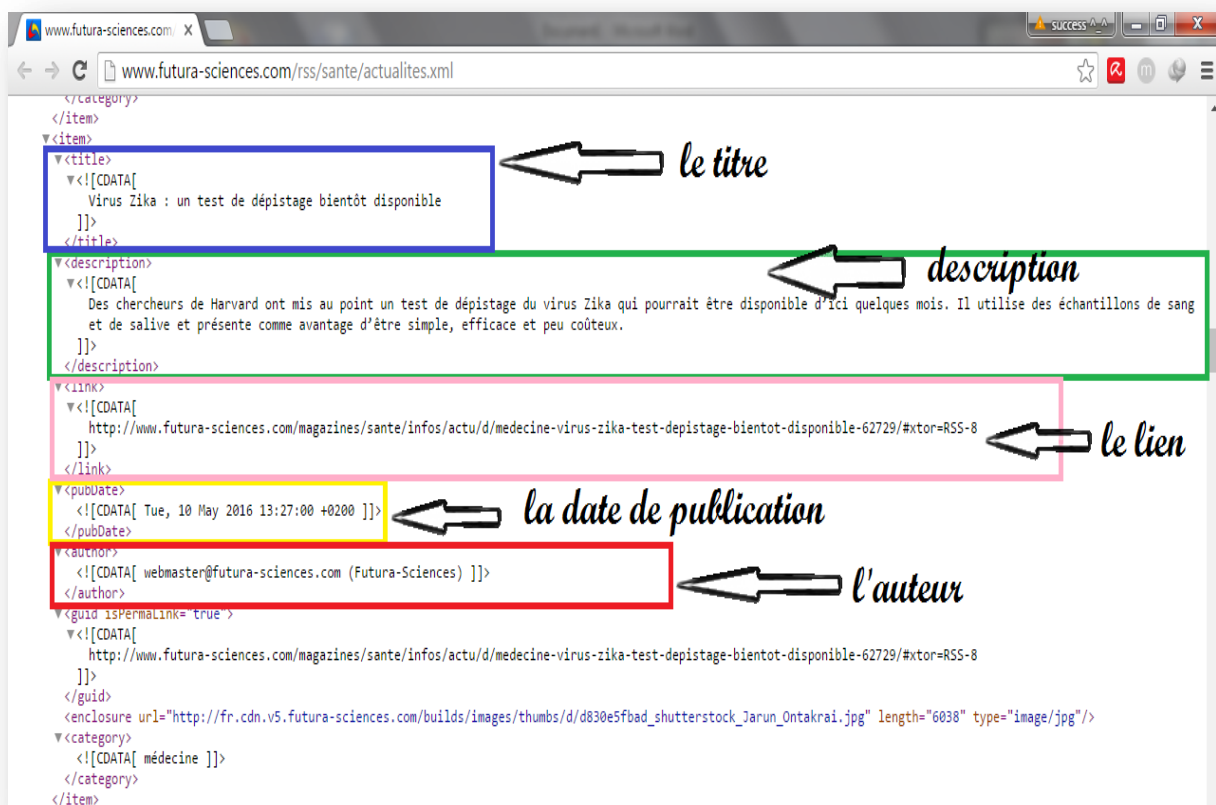 www.futura-sciences.com/
success ^_^
www.futura-sciences.com/rss/sante/actualites.xml
</category>
</item>
▼<item>
▼<title>
▼<![CDATA[
Virus Zika : un test de dépistage bientôt disponible
]]>
</title>
le titre
▼<description>
description
▼<![CDATA[
Des chercheurs de Harvard ont mis au point un test de dépistage du virus Zika qui pourrait être disponible d’ici quelques mois. Il utilise des échantillons de sang
et de salive et présente comme avantage d’être simple, efficace et peu coûteux.
]]>
</description>
▼<link>
▼<![CDATA[
http://www.futura-sciences.com/magazines/sante/infos/actu/d/medecine-virus-zika-test-depistage-bientot-disponible-62729/#xtor=RSS-8
]]>
</link>
le lien
▼<pubDate>
<![CDATA[ Tue, 10 May 2016 13:27:00 +0200 ]]>
</pubDate>
la date de publication
▼<author>
<![CDATA[ webmaster@futura-sciences.com (Futura-Sciences) ]]>
</author>
l'auteur
▼<guid isPermaLink="true">
▼<![CDATA[
http://www.futura-sciences.com/magazines/sante/infos/actu/d/medecine-virus-zika-test-depistage-bientot-disponible-62729/#xtor=RSS-8
]]>
</guid>
<enclosure url="http://fr.cdn.v5.futura-sciences.com/builds/images/thumbs/d/d830e5fbad_shutterstock_Jarun_Ontakrai.jpg" length="6038" type="image/jpg"/>
▼<category>
<![CDATA[ médecine ]]>
</category>
</item>